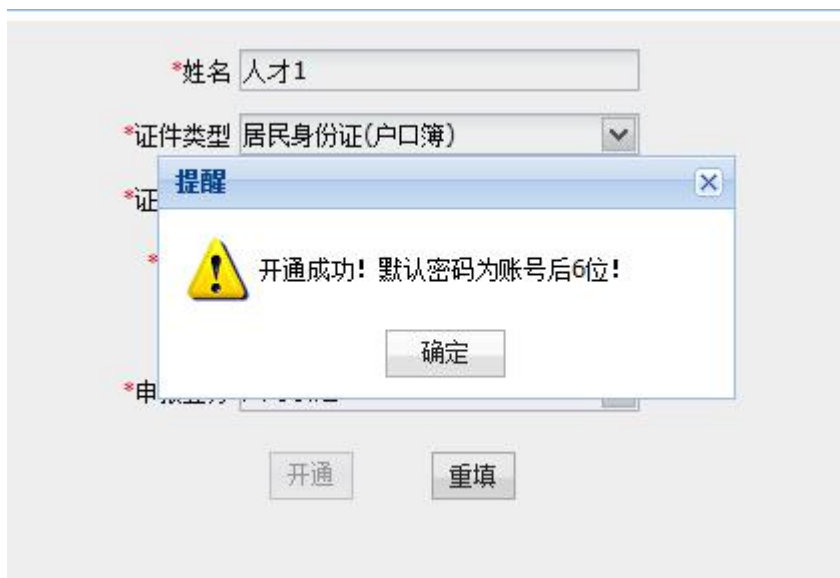 *姓名 人才1
*证件类型 居民身份证(户口簿)
*证
提醒
*
开通成功! 默认密码为账号后6位!
确定
*申
开通 重填